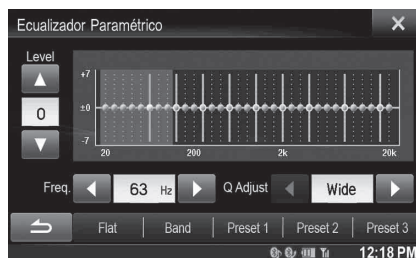 Ecualizador Paramétrico
Level
0
+7
±0
-7
20 200 2k 20k
Freq. 63 Hz Q Adjust Wide
Flat Band Preset 1 Preset 2 Preset 3
12:18 PM